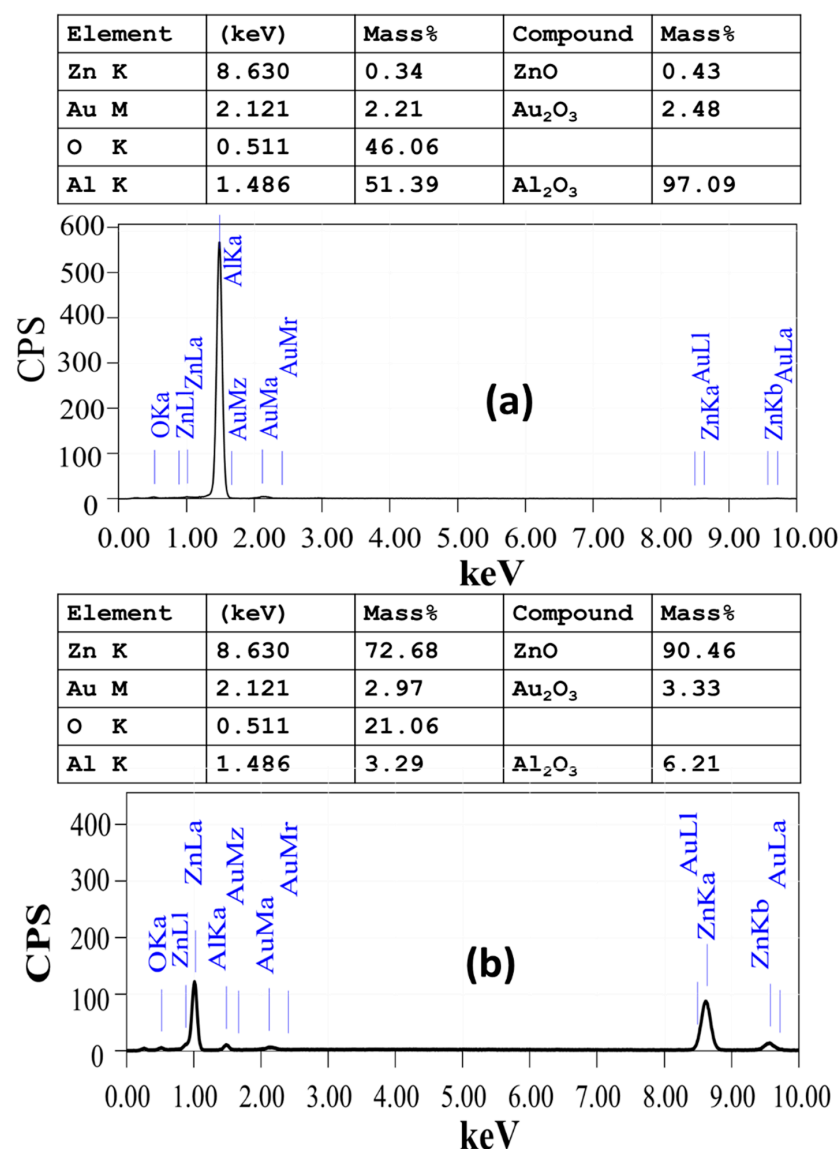 Element (keV) Mass% Compound Mass%
Zn K 8.630 0.34 ZnO 0.43
Au M 2.121 2.21 Au₂O₃ 2.48
O K 0.511 46.06
Al K 1.486 51.39 Al₂O₃ 97.09
600
500
400
300
200
100
0
CPS
OKa
ZnLl
ZnLa
AlKa
AuMz
AuMa
AuMr
(a)
AuLl
ZnKa
ZnKb
AuLa
0.00 1.00 2.00 3.00 4.00 5.00 6.00 7.00 8.00 9.00 10.00
keV
Element (keV) Mass% Compound Mass%
Zn K 8.630 72.68 ZnO 90.46
Au M 2.121 2.97 Au₂O₃ 3.33
O K 0.511 21.06
Al K 1.486 3.29 Al₂O₃ 6.21
400
300
200
100
0
CPS
OKa
ZnLl
ZnLa
AlKa
AuMz
AuMa
AuMr
(b)
AuLl
ZnKa
ZnKb
AuLa
0.00 1.00 2.00 3.00 4.00 5.00 6.00 7.00 8.00 9.00 10.00
keV